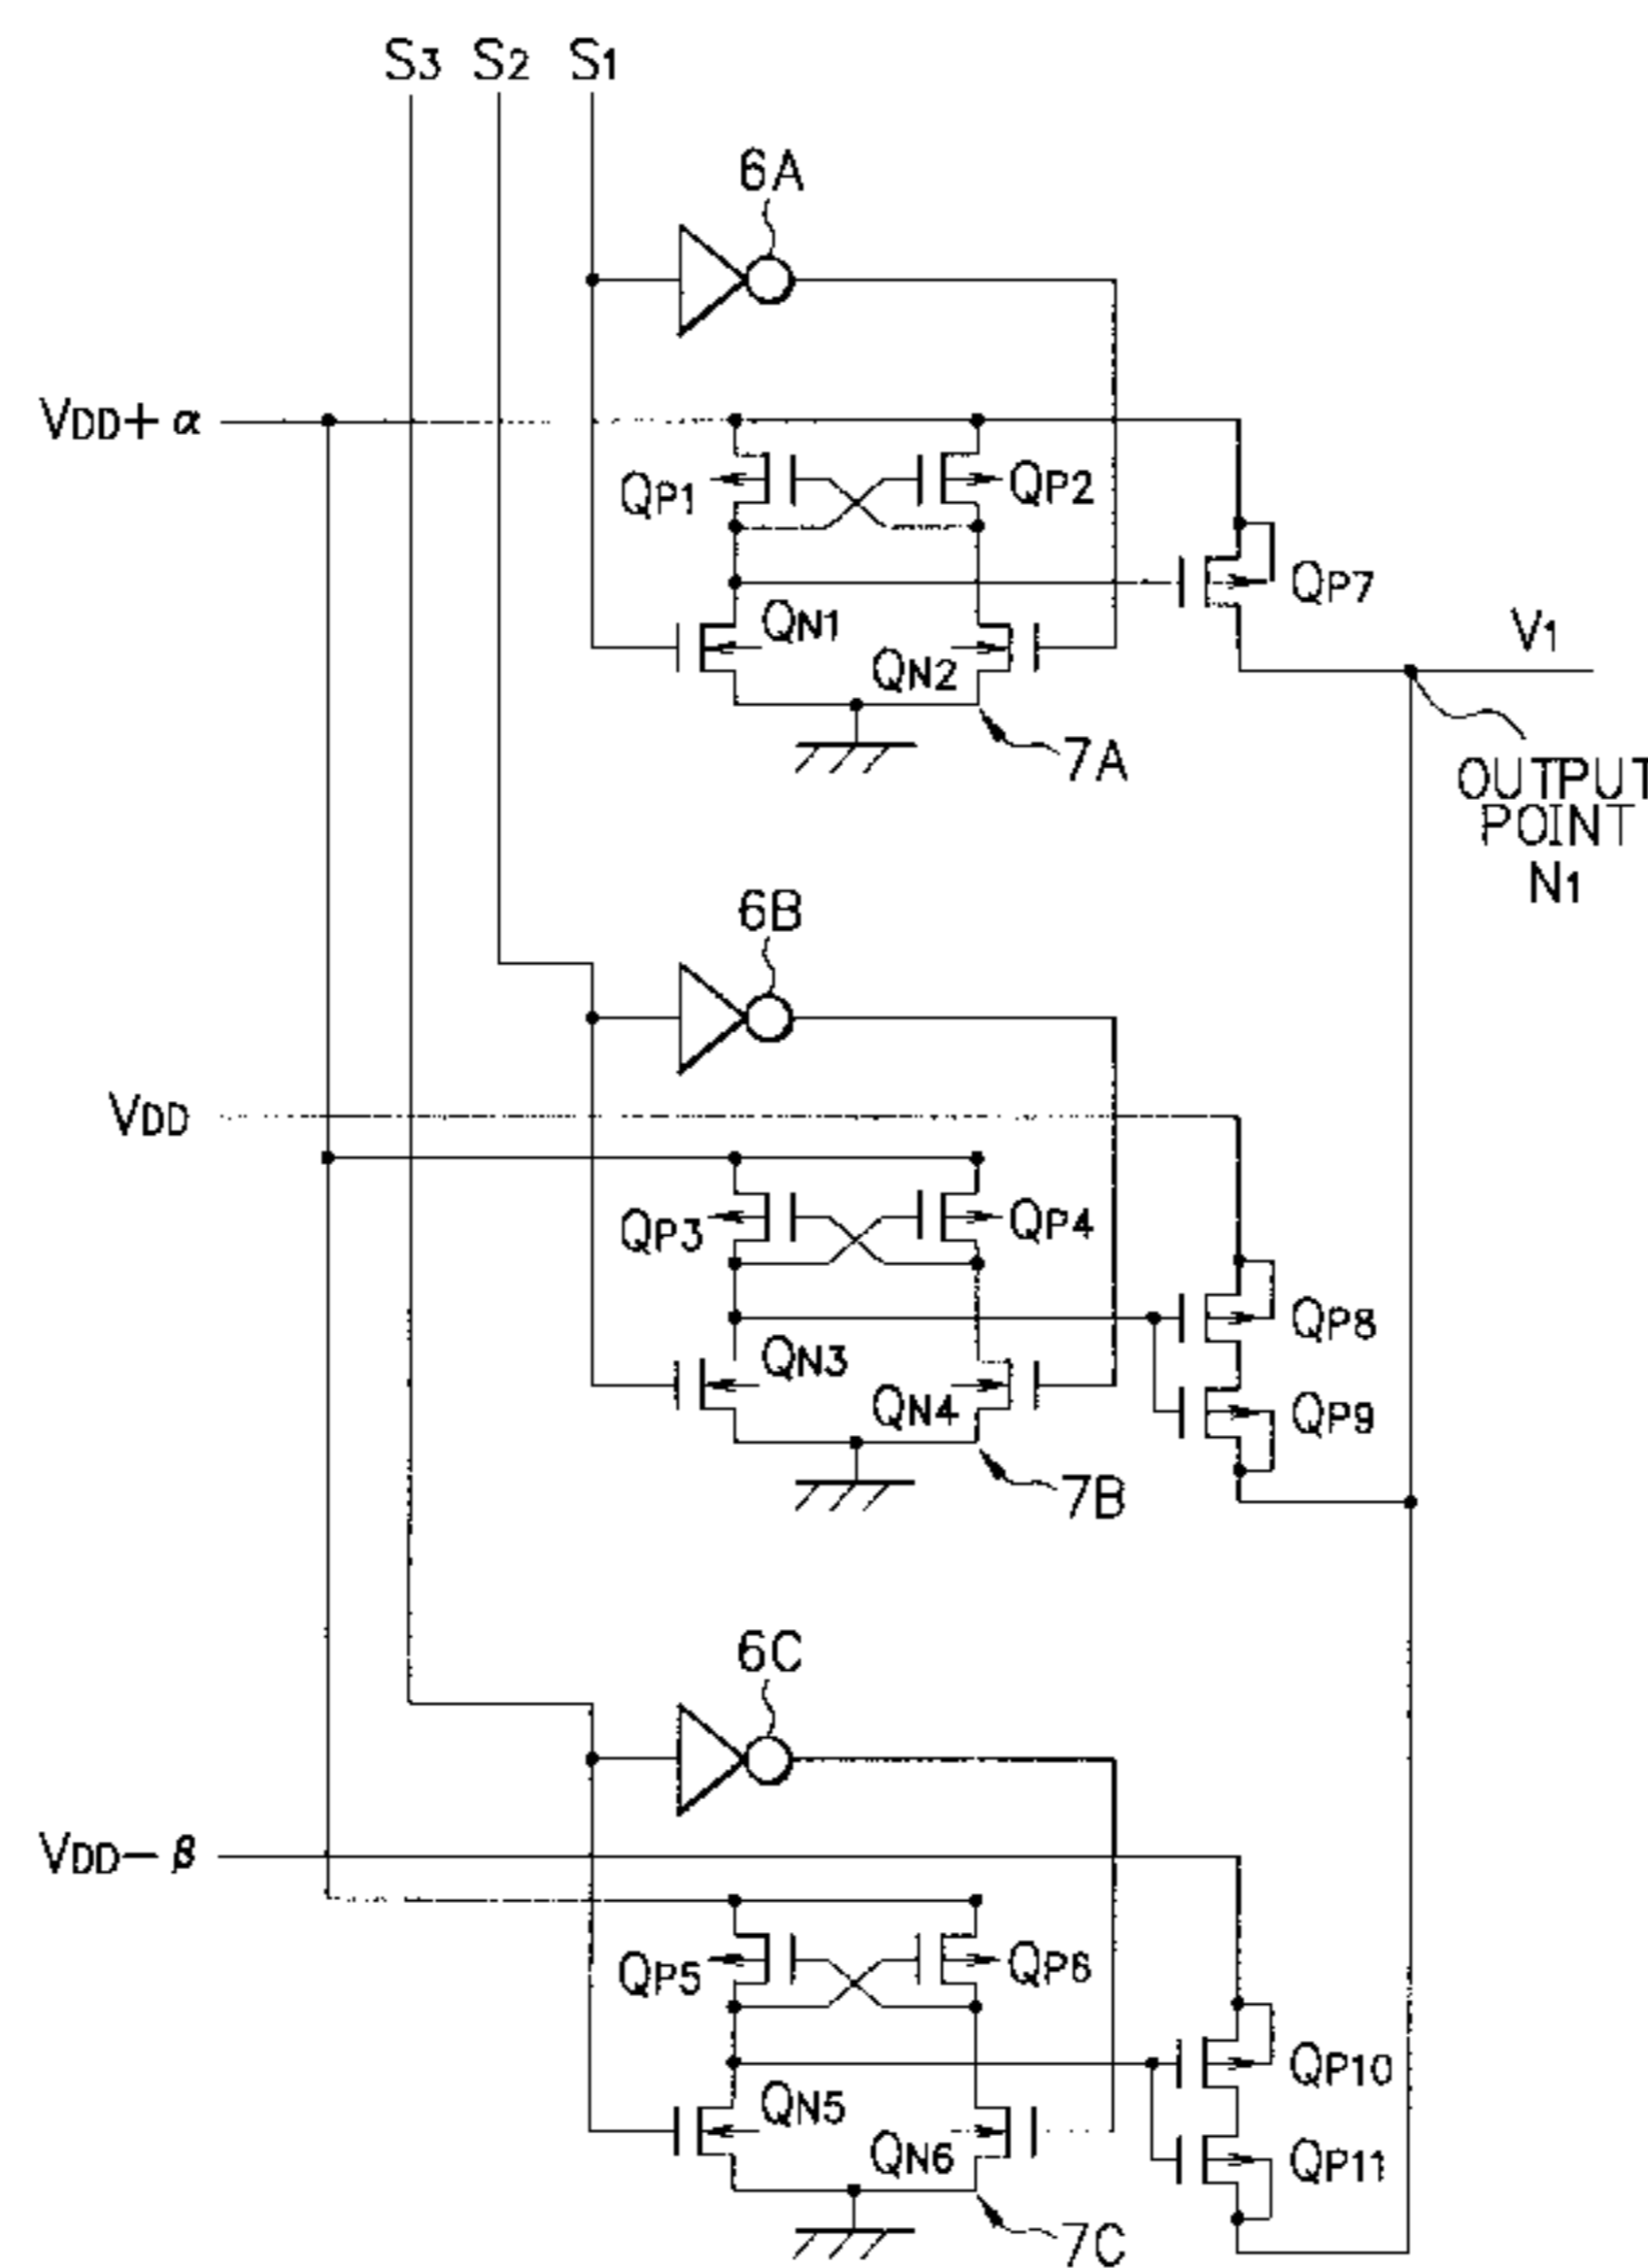 S3 S2 S1
6A
VDD+α
QP1
QP2
QP7
QN1
QN2
V1
7A
OUTPUT
POINT
N1
6B
VDD
QP3
QP4
QP8
QN3
QN4
QP9
7B
6C
VDD−β
QP5
QP6
QP10
QN5
QN6
QP11
7C